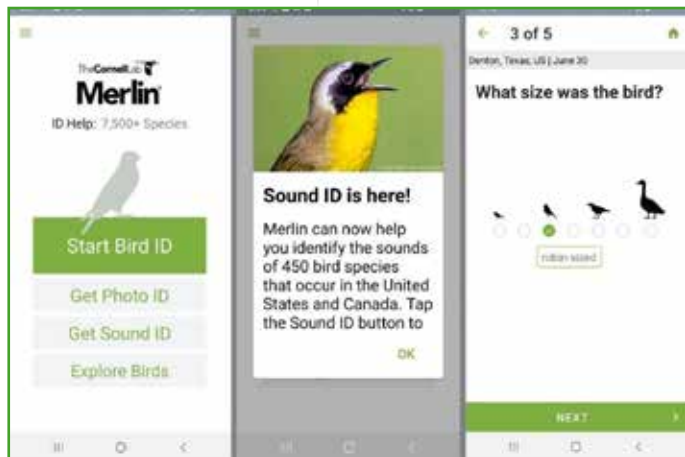 TheCornellLab
Merlin
ID Help: 7,500+ Species
Start Bird ID
Get Photo ID
Get Sound ID
Explore Birds
Sound ID is here!
Merlin can now help
you identify the sounds
of 450 bird species
that occur in the United
States and Canada. Tap
the Sound ID button to
OK
3 of 5
Denton, Texas, US | June 30
What size was the bird?
robin sized
NEXT